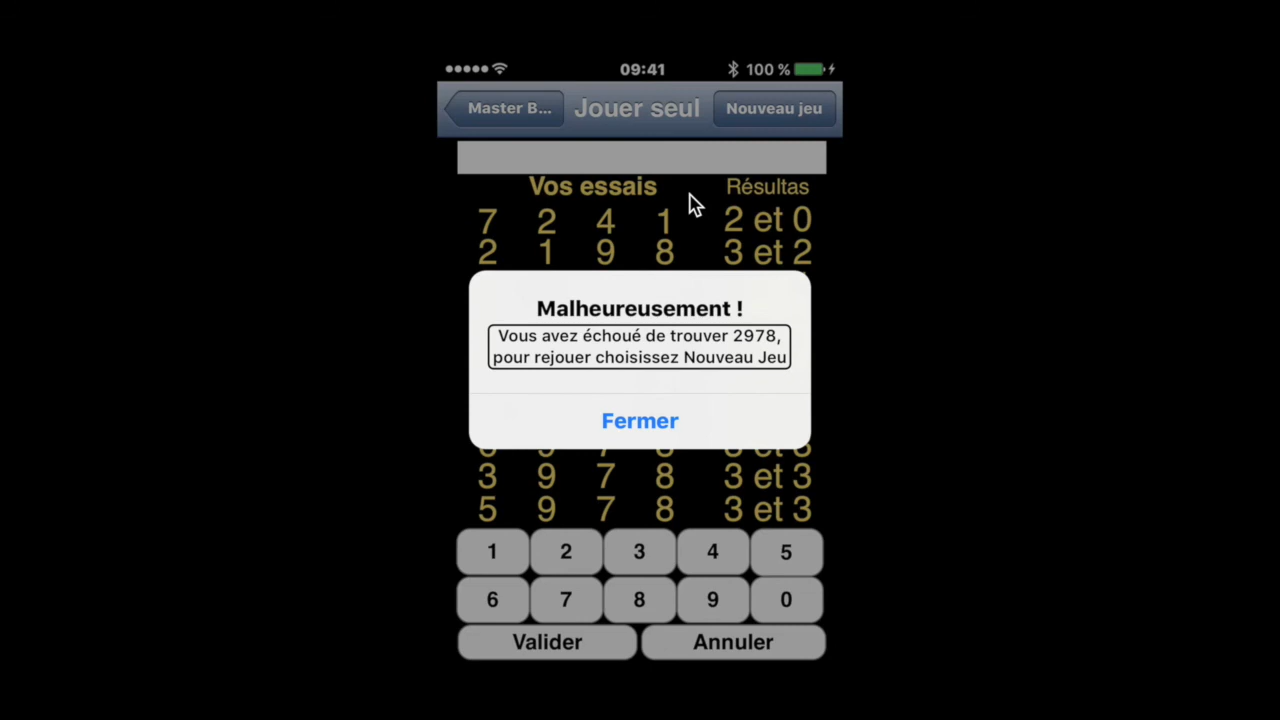 09:41 100 %
Master B... Jouer seul Nouveau jeu
Vos essais Résultas
7 2 4 1 2 et 0
2 1 9 8 3 et 2
Malheureusement !
Vous avez échoué de trouver 2978,
pour rejouer choisissez Nouveau Jeu
Fermer
3 9 7 8 3 et 3
5 9 7 8 3 et 3
1 2 3 4 5
6 7 8 9 0
Valider Annuler